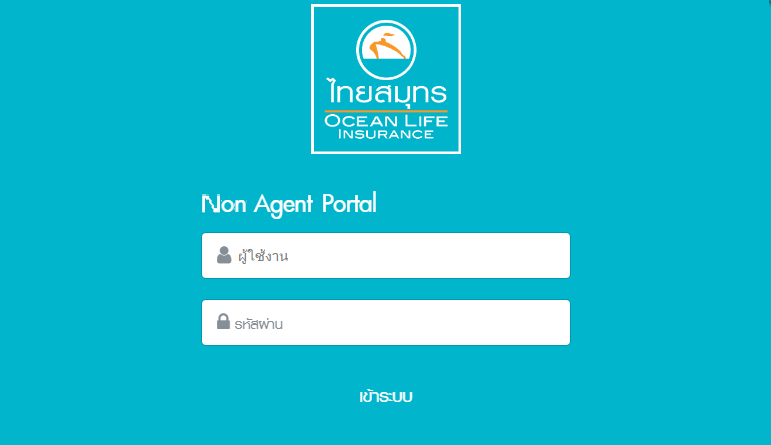 ไทยสมุทร
OCEAN LIFE
INSURANCE
Non Agent Portal
ผู้ใช้งาน
รหัสผ่าน
เข้าระบบ